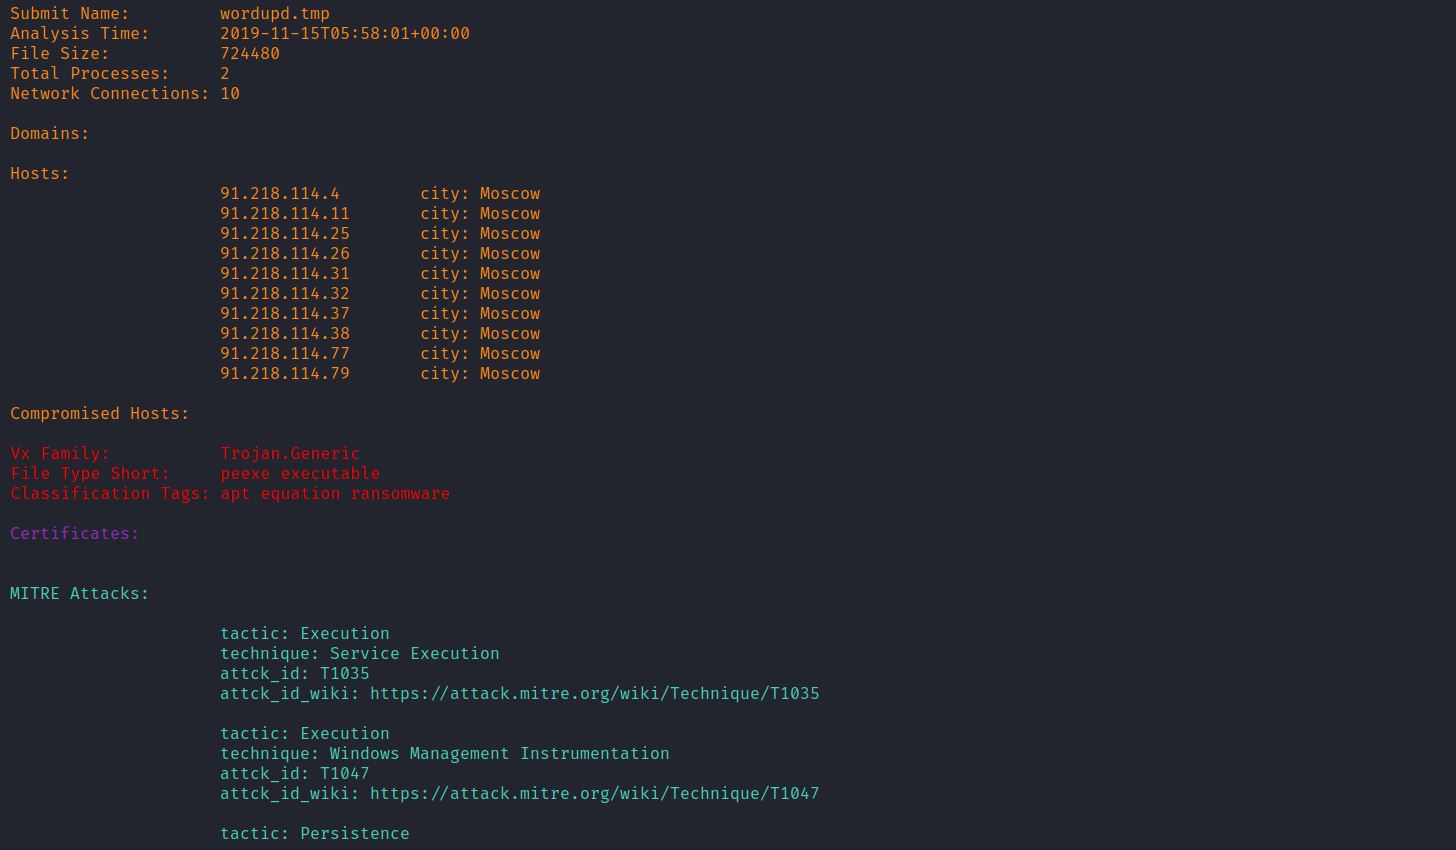 Submit Name: wordupd.tmp
Analysis Time: 2019-11-15T05:58:01+00:00
File Size: 724480
Total Processes: 2
Network Connections: 10
Domains:
Hosts:
91.218.114.4 city: Moscow
91.218.114.11 city: Moscow
91.218.114.25 city: Moscow
91.218.114.26 city: Moscow
91.218.114.31 city: Moscow
91.218.114.32 city: Moscow
91.218.114.37 city: Moscow
91.218.114.38 city: Moscow
91.218.114.77 city: Moscow
91.218.114.79 city: Moscow
Compromised Hosts:
Vx Family: Trojan.Generic
File Type Short: peexe executable
Classification Tags: apt equation ransomware
Certificates:
MITRE Attacks:
tactic: Execution
technique: Service Execution
attck_id: T1035
attck_id_wiki: https://attack.mitre.org/wiki/Technique/T1035
tactic: Execution
technique: Windows Management Instrumentation
attck_id: T1047
attck_id_wiki: https://attack.mitre.org/wiki/Technique/T1047
tactic: Persistence